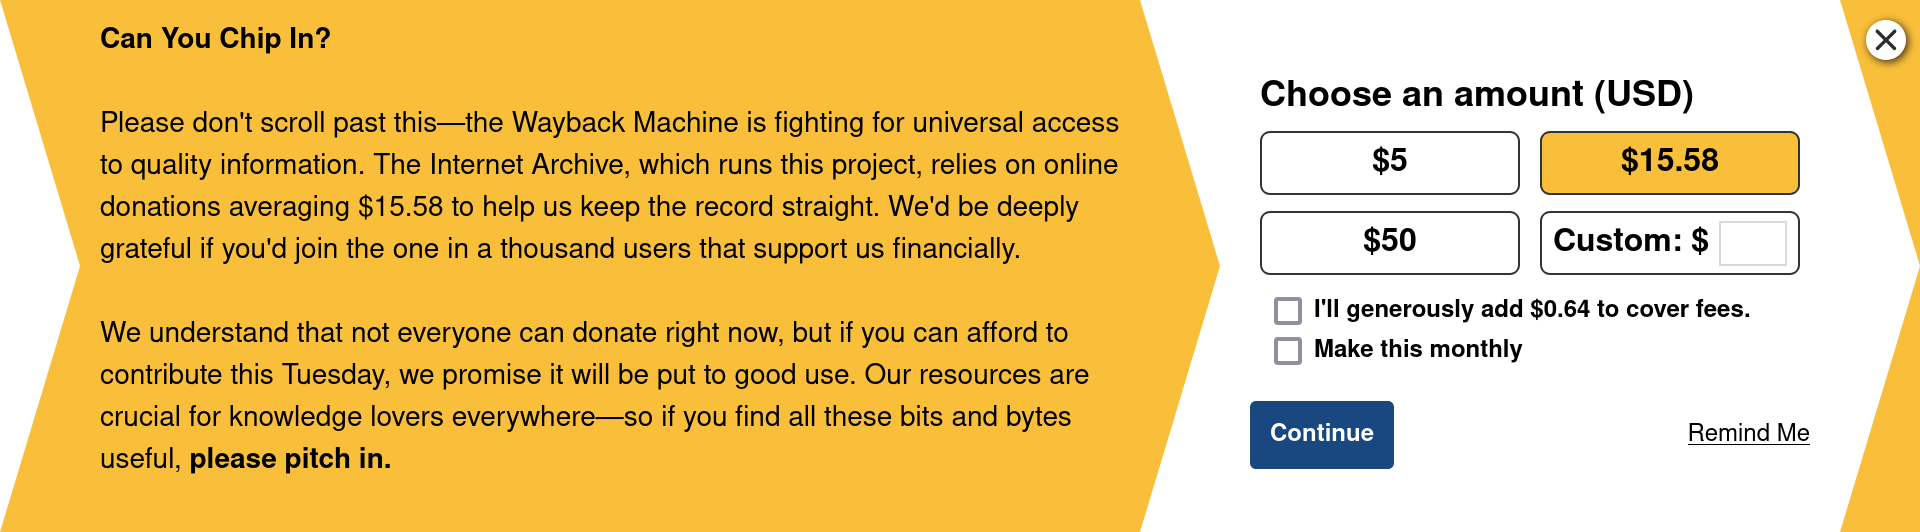 Can You Chip In?
Please don't scroll past this—the Wayback Machine is fighting for universal access
to quality information. The Internet Archive, which runs this project, relies on online
donations averaging $15.58 to help us keep the record straight. We'd be deeply
grateful if you'd join the one in a thousand users that support us financially.
We understand that not everyone can donate right now, but if you can afford to
contribute this Tuesday, we promise it will be put to good use. Our resources are
crucial for knowledge lovers everywhere—so if you find all these bits and bytes
useful, please pitch in.
Choose an amount (USD)
$5
$15.58
$50
Custom: $
I'll generously add $0.64 to cover fees.
Make this monthly
Continue
Remind Me